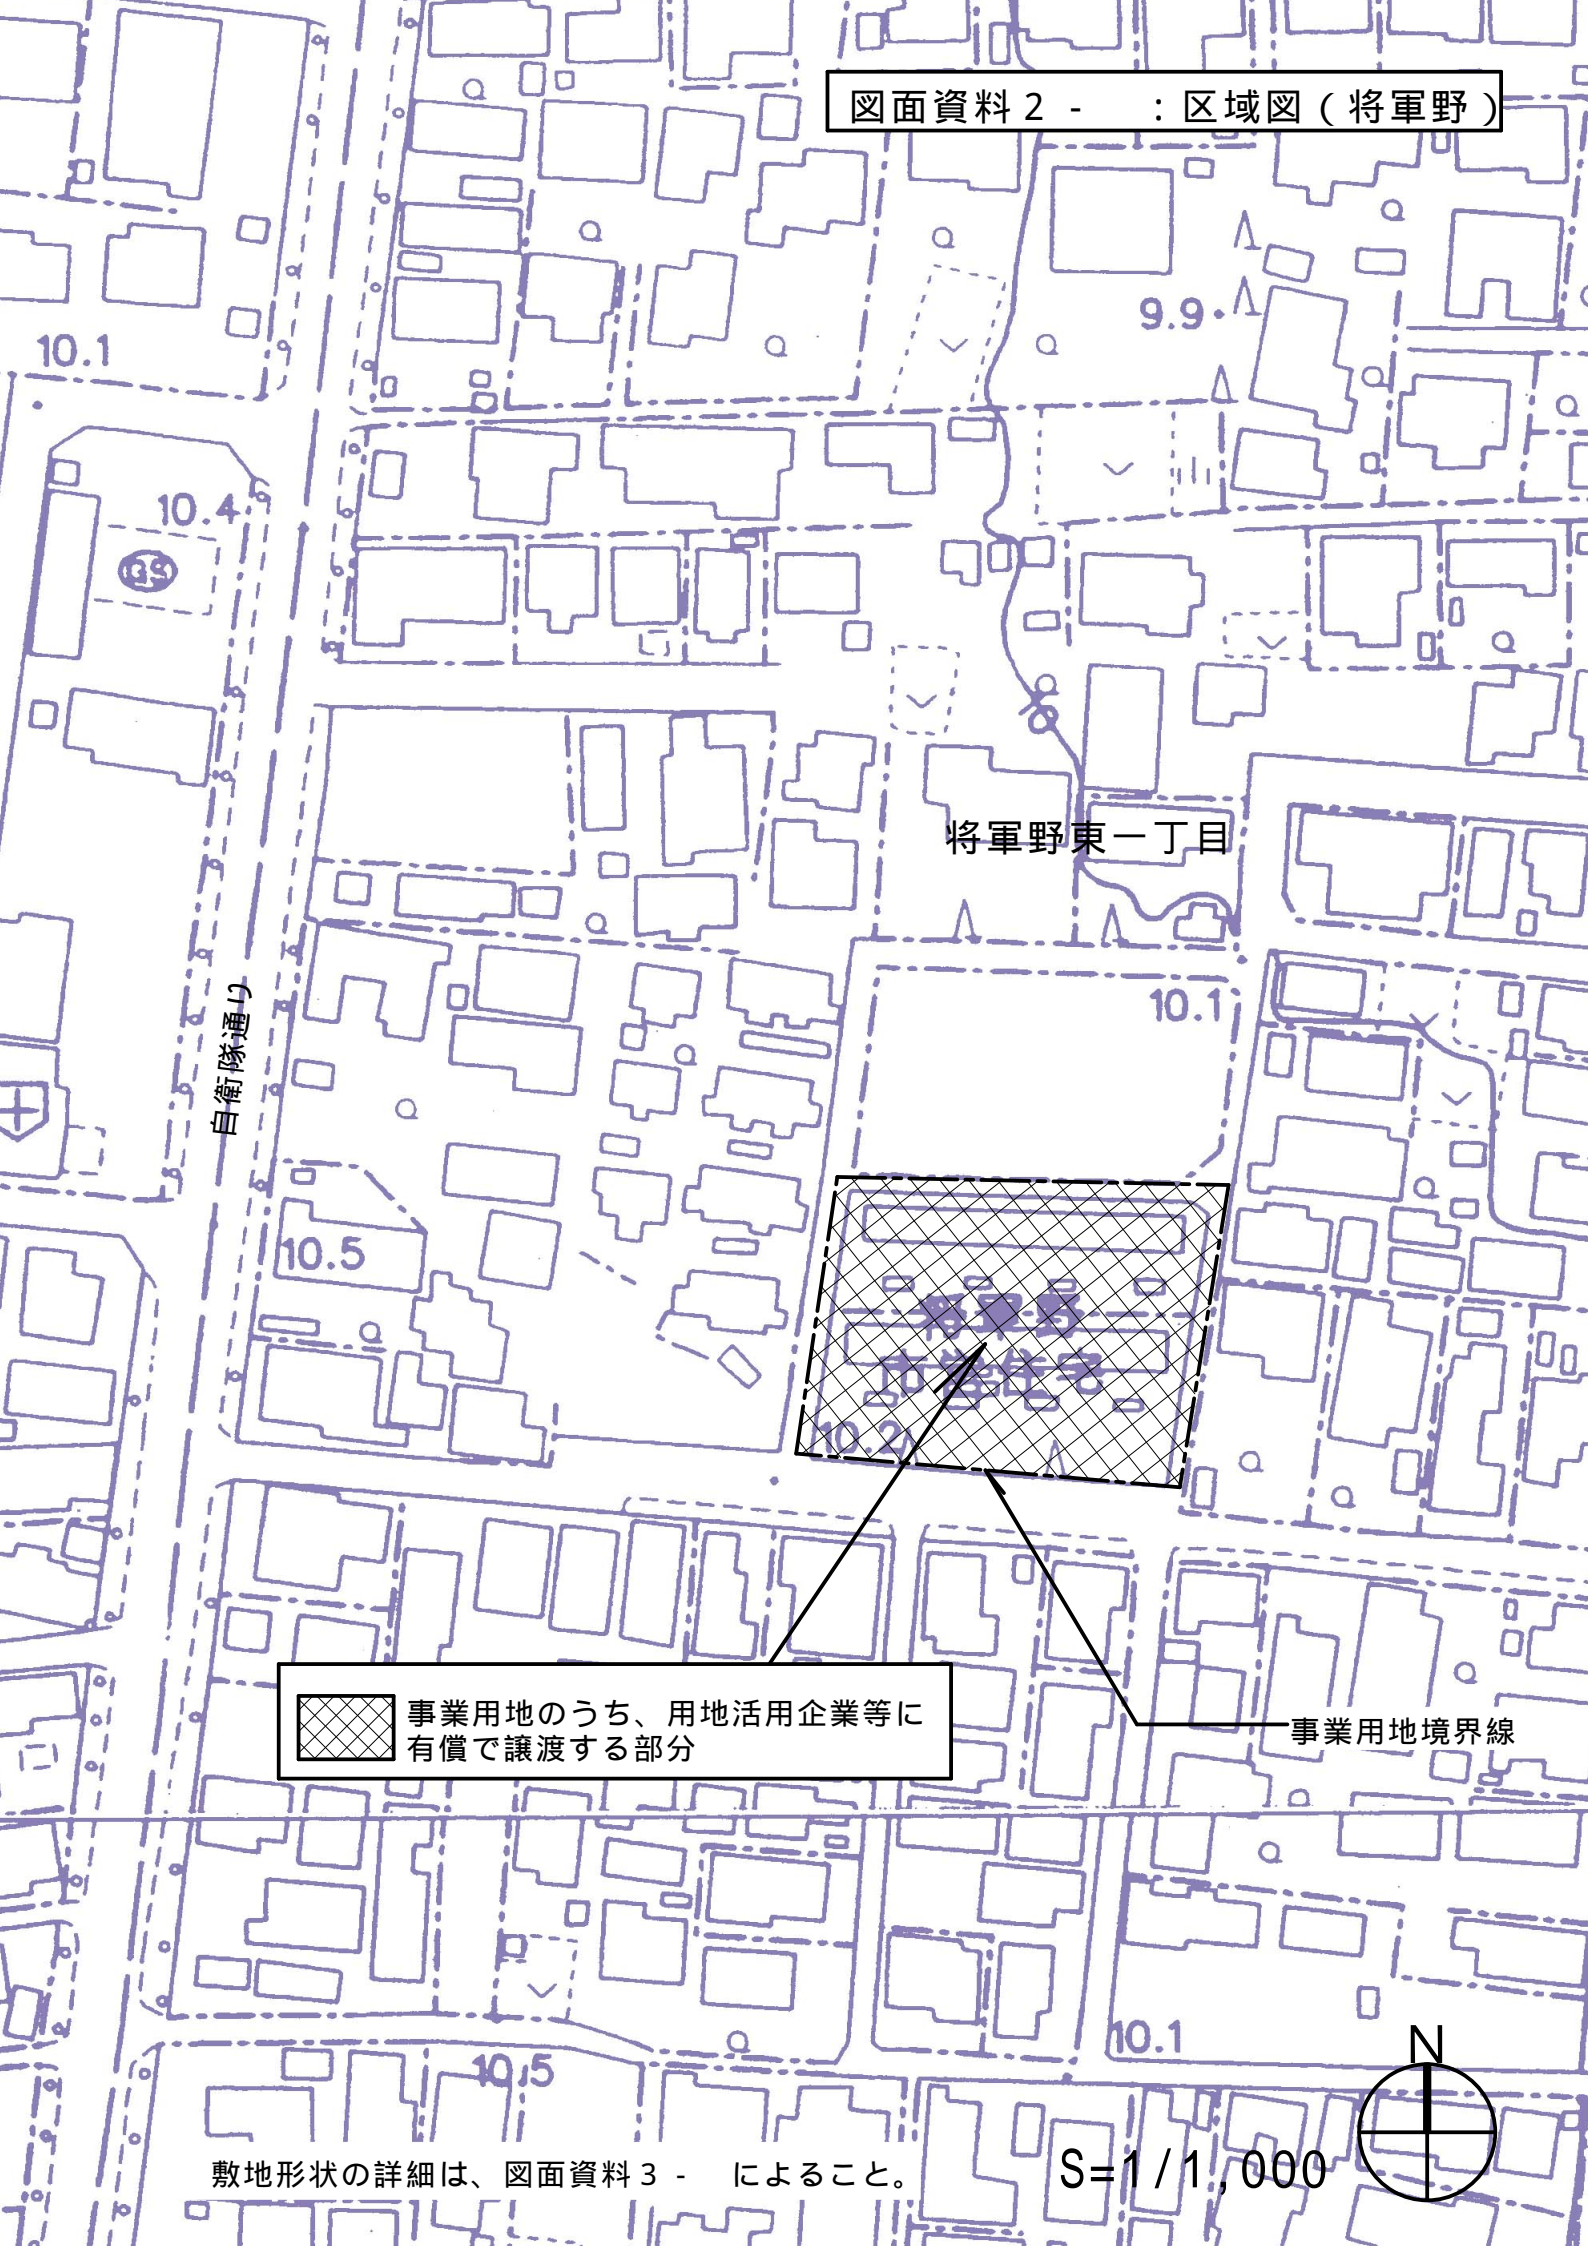 図面資料２－　：区域図（将軍野）
9.9
10.1
10.4
GS
将軍野東一丁目
10.1
自衛隊通り
10.5
将軍野
市営住宅
10.2
事業用地のうち、用地活用企業等に
有償で譲渡する部分
事業用地境界線
10.1
10.5
N
敷地形状の詳細は、図面資料３－　によること。
S=1/1,000